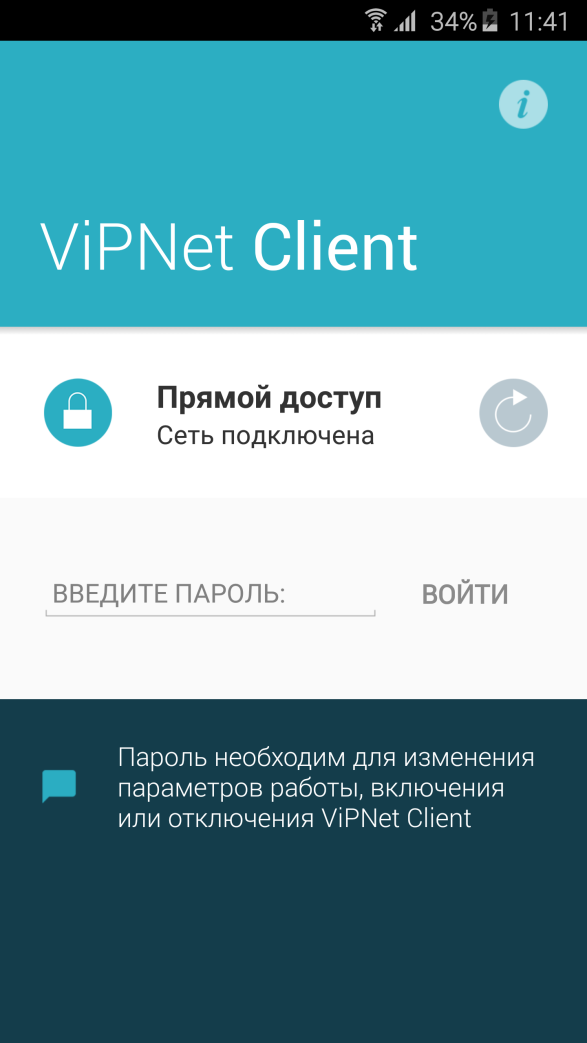 34% 11:41
i
ViPNet Client
Прямой доступ
Сеть подключена
ВВЕДИТЕ ПАРОЛЬ: ВОЙТИ
Пароль необходим для изменения
параметров работы, включения
или отключения ViPNet Client